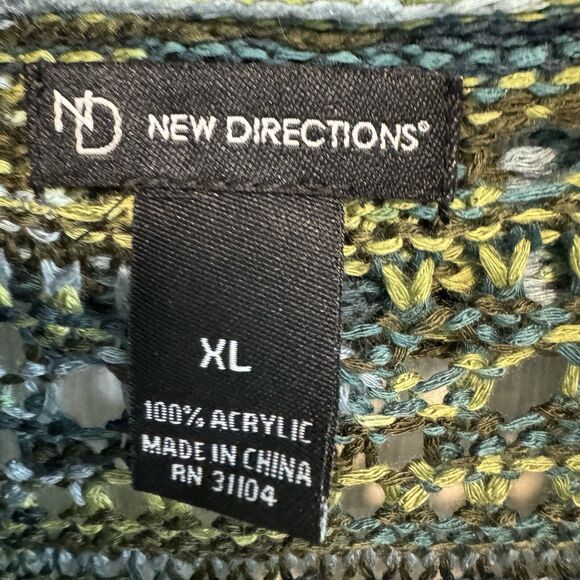 ND NEW DIRECTIONS®
XL
100% ACRYLIC
MADE IN CHINA
RN 31104